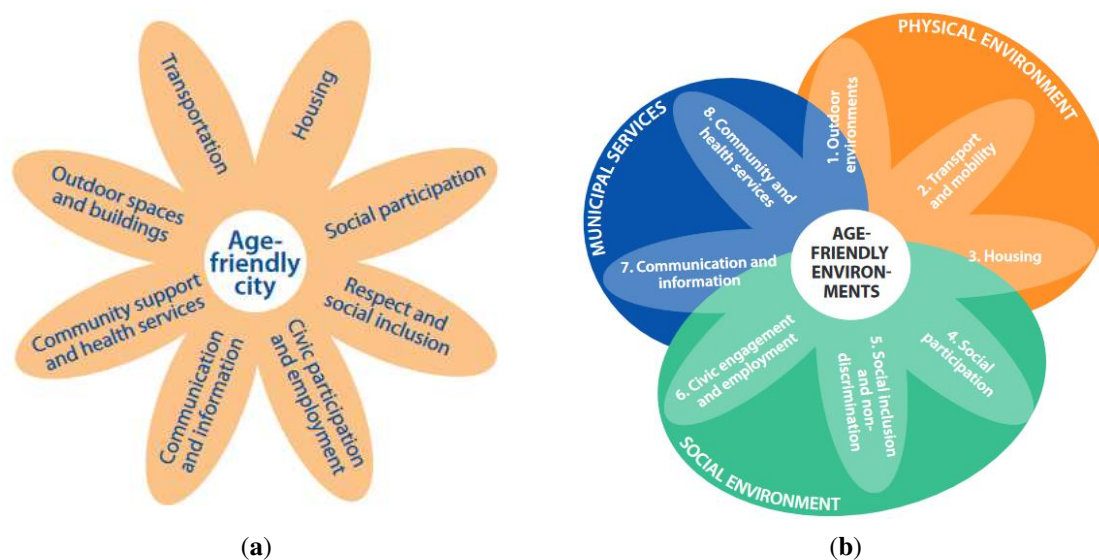 Transportation
Housing
Social participation
Respect and
social inclusion
Civic participation
and employment
Communication
and information
Community support
and health services
Outdoor spaces
and buildings
Age-
friendly
city
(a)
PHYSICAL ENVIRONMENT
MUNICIPAL SERVICES
SOCIAL ENVIRONMENT
1. Outdoor
environments
2. Transport
and mobility
3. Housing
4. Social
participation
5. Social inclusion
and non-
discrimination
6. Civic engagement
and employment
7. Communication and
information
8. Community and
health services
AGE-
FRIENDLY
ENVIRON-
MENTS
(b)